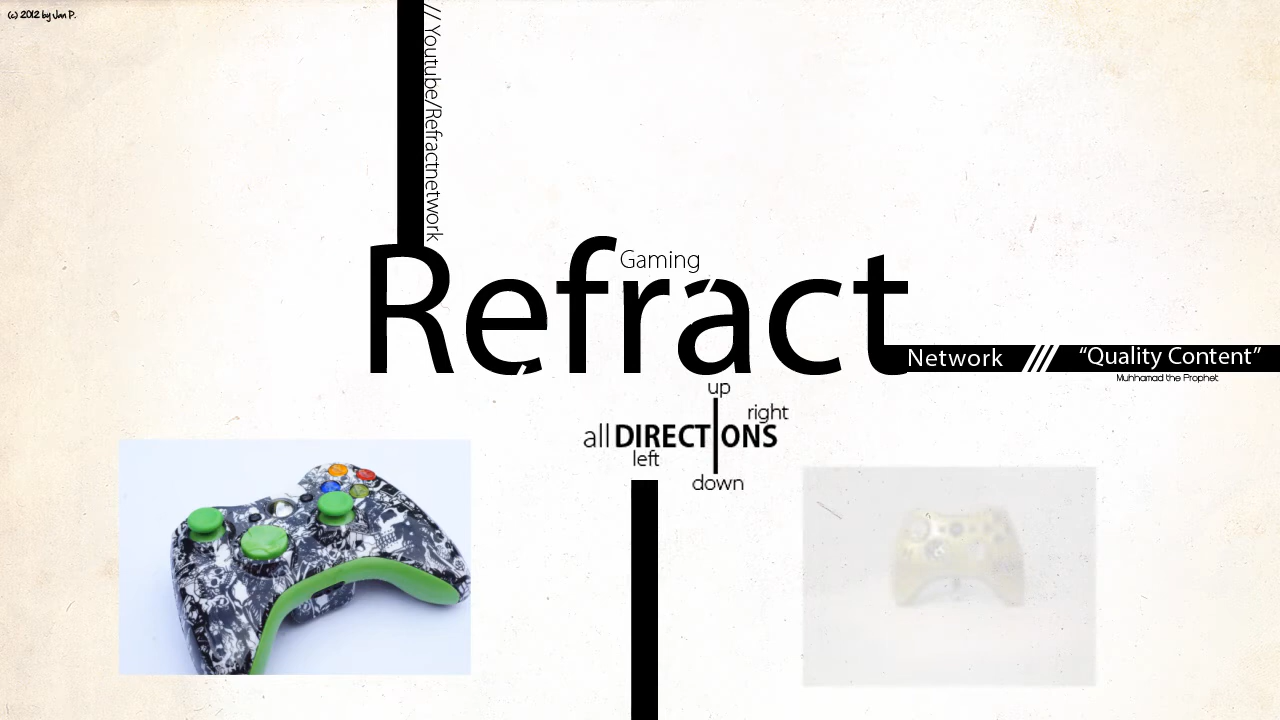 (c) 2012 by Jan P.
// Youtube/Refractnetwork
Gaming
Refract
Network /// “Quality Content”
Muhhamad the Prophet
up
right
all DIRECTIONS
left
down